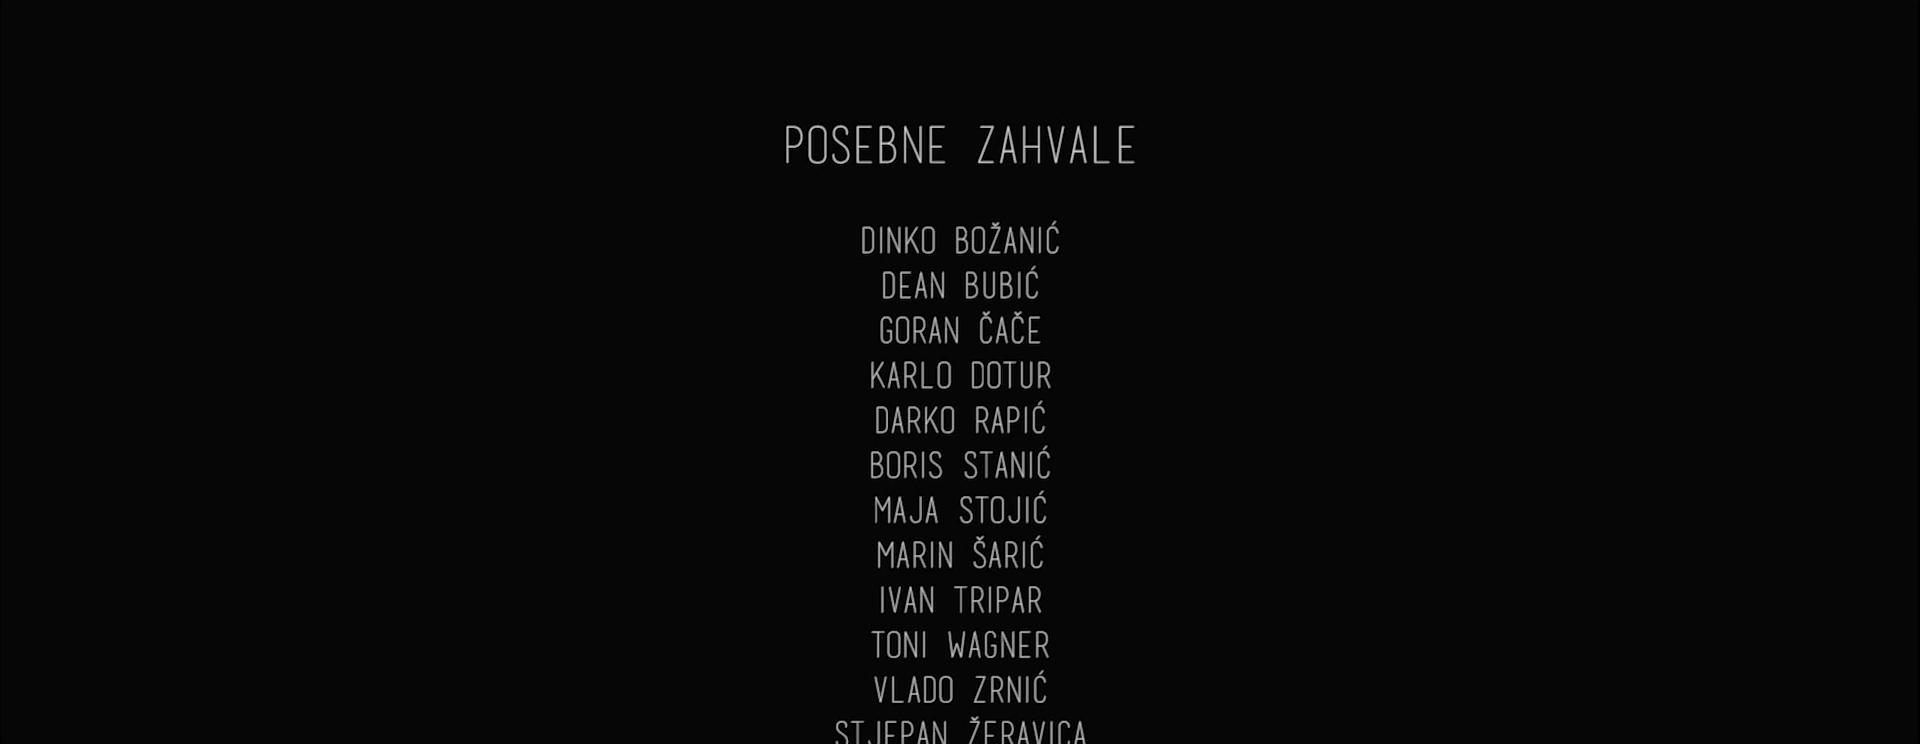 POSEBNE ZAHVALE
DINKO BOŽANIĆ
DEAN BUBIĆ
GORAN ČAČE
KARLO DOTUR
DARKO RAPIĆ
BORIS STANIĆ
MAJA STOJIĆ
MARIN ŠARIĆ
IVAN TRIPAR
TONI WAGNER
VLADO ZRNIĆ
STJEPAN ŽERAVICA